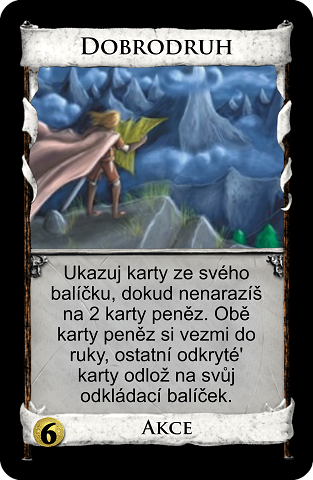 Dobrodruh
Ukazuj karty ze svého
balíčku, dokud nenarazíš
na 2 karty peněz. Obě
karty peněz si vezmi do
ruky, ostatní odkryté'
karty odlož na svůj
odkládací balíček.
6
Akce